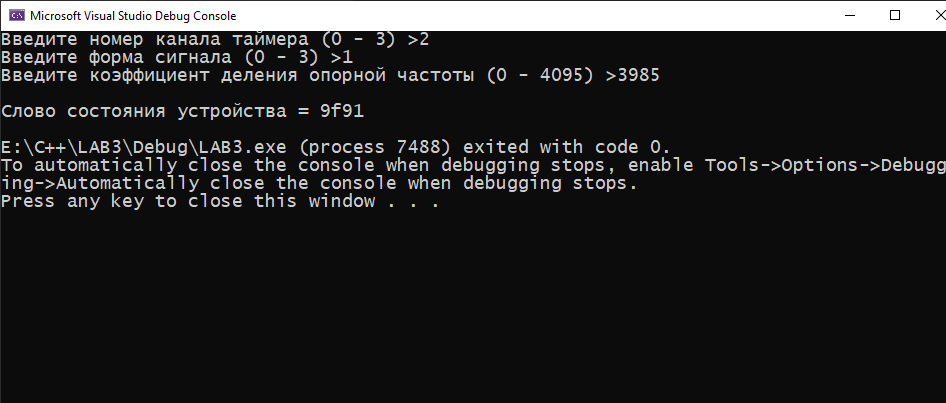 Microsoft Visual Studio Debug Console
Введите номер канала таймера (0 - 3) >2
Введите форма сигнала (0 - 3) >1
Введите коэффициент деления опорной частоты (0 - 4095) >3985
Слово состояния устройства = 9f91
E:\C++\LAB3\Debug\LAB3.exe (process 7488) exited with code 0.
To automatically close the console when debugging stops, enable Tools->Options->Debugg
ing->Automatically close the console when debugging stops.
Press any key to close this window . . .